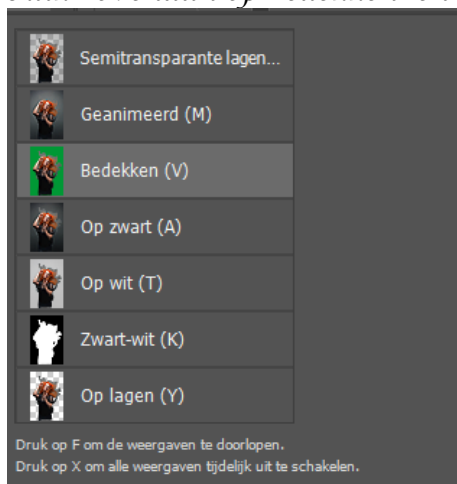 Semitransparante lagen...
Geanimeerd (M)
Bedekken (V)
Op zwart (A)
Op wit (T)
Zwart-wit (K)
Op lagen (Y)
Druk op F om de weergaven te doorlopen.
Druk op X om alle weergaven tijdelijk uit te schakelen.